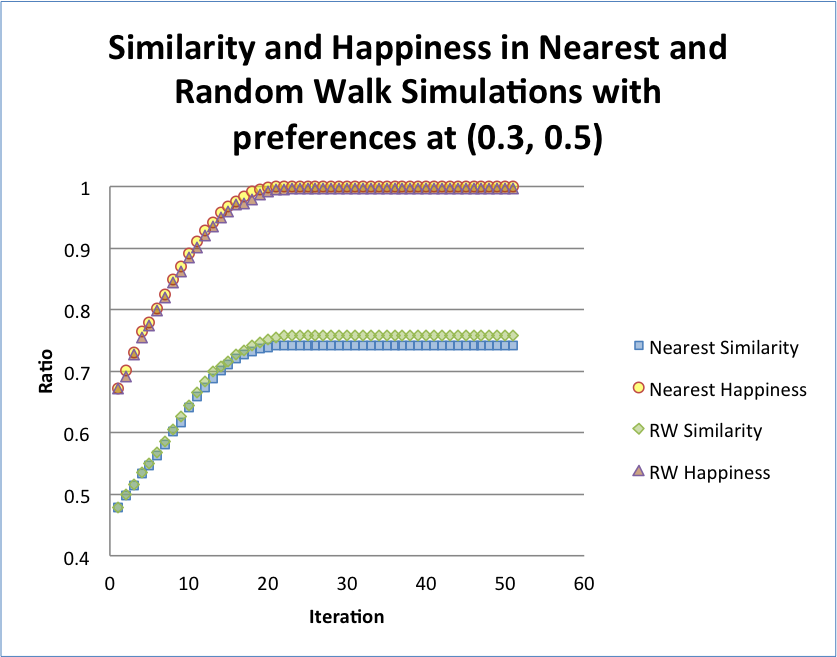 Similarity and Happiness in Nearest and
Random Walk Simulations with
preferences at (0.3, 0.5)
1
0.9
0.8
0.7
0.6
0.5
0.4
Ratio
0 10 20 30 40 50 60
Iteration
Nearest Similarity
Nearest Happiness
RW Similarity
RW Happiness